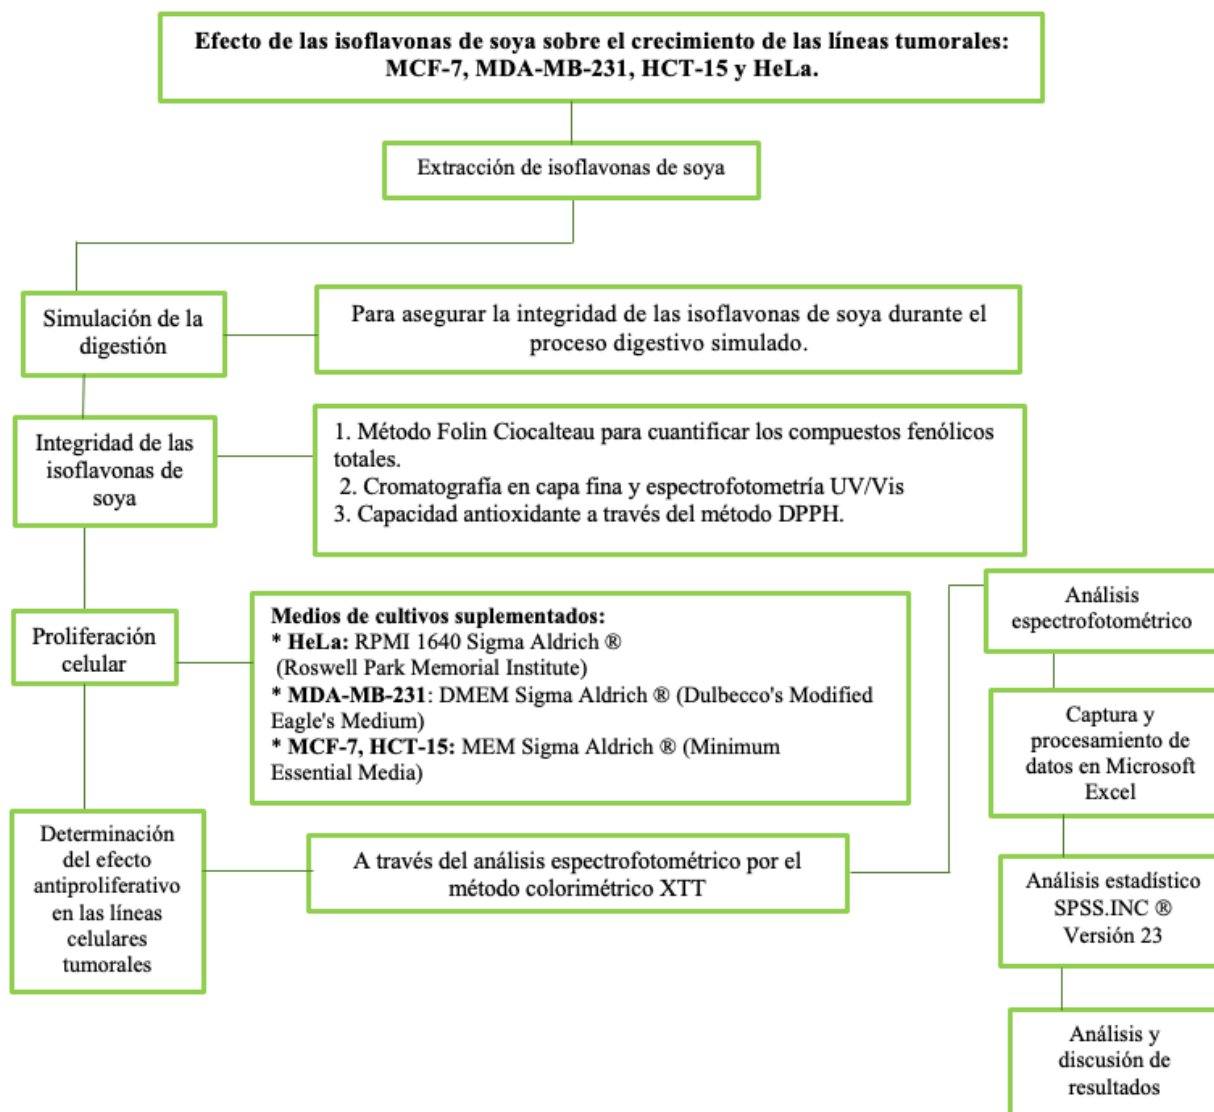 Efecto de las isoflavonas de soya sobre el crecimiento de las líneas tumorales:
MCF-7, MDA-MB-231, HCT-15 y HeLa.
Extracción de isoflavonas de soya
Simulación de la
digestión
Para asegurar la integridad de las isoflavonas de soya durante el
proceso digestivo simulado.
Integridad de las
isoflavonas de
soya
1. Método Folin Ciocalteau para cuantificar los compuestos fenólicos
totales.
2. Cromatografía en capa fina y espectrofotometría UV/Vis
3. Capacidad antioxidante a través del método DPPH.
Proliferación
celular
Medios de cultivos suplementados:
* HeLa: RPMI 1640 Sigma Aldrich ®
(Roswell Park Memorial Institute)
* MDA-MB-231: DMEM Sigma Aldrich ® (Dulbecco's Modified
Eagle's Medium)
* MCF-7, HCT-15: MEM Sigma Aldrich ® (Minimum
Essential Media)
Determinación
del efecto
antiproliferativo
en las líneas
celulares
tumorales
A través del análisis espectrofotométrico por el
método colorimétrico XTT
Análisis
espectrofotométrico
Captura y
procesamiento de
datos en Microsoft
Excel
Análisis estadístico
SPSS.INC ®
Versión 23
Análisis y
discusión de
resultados